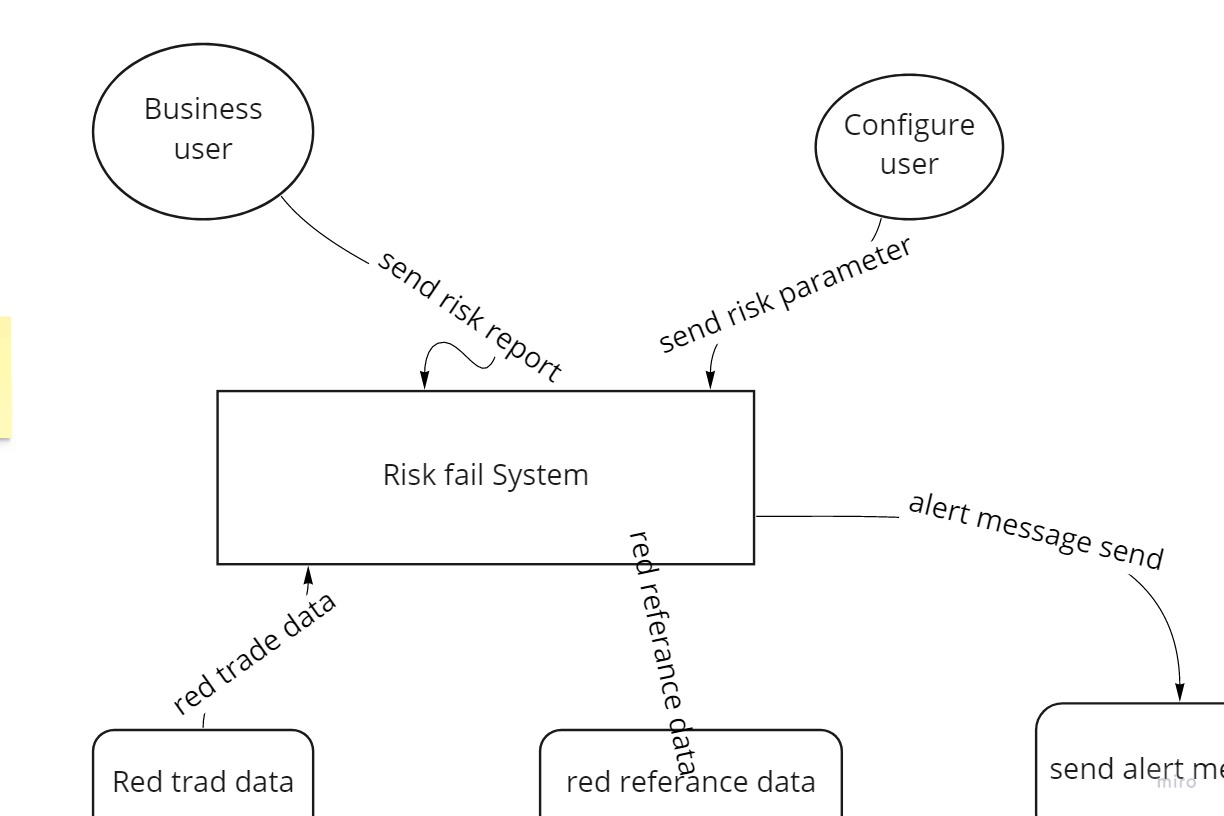 Business
user
Configure
user
send risk report
send risk parameter
Risk fail System
alert message send
red trade data
red referance data
Red trad data
red referance data
send alert me
miro